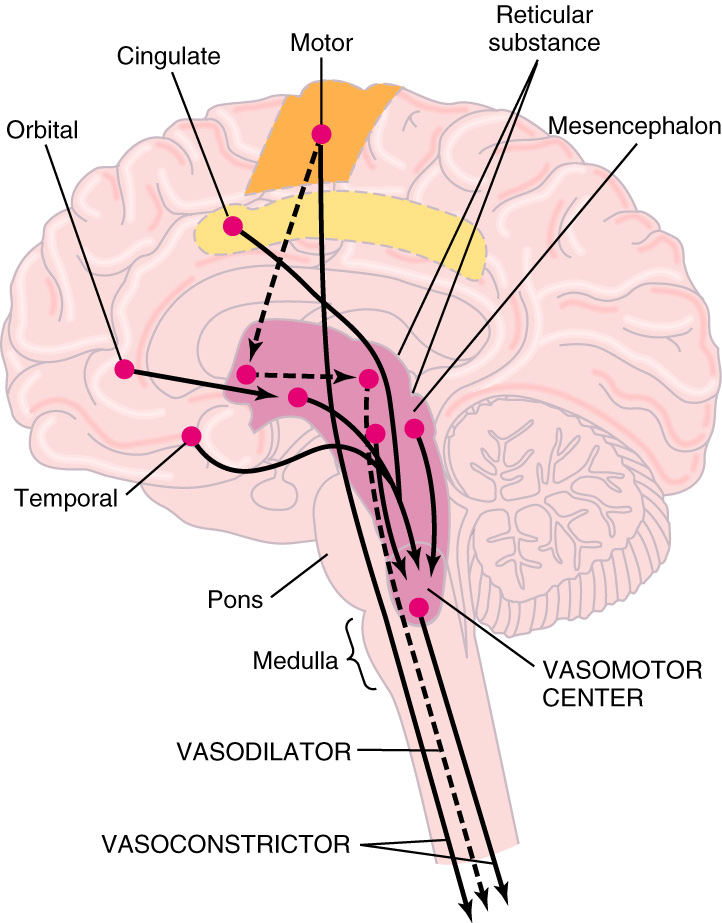 Reticular
substance
Motor
Cingulate
Orbital
Mesencephalon
Temporal
Pons
Medulla
VASOMOTOR
CENTER
VASODILATOR
VASOCONSTRICTOR